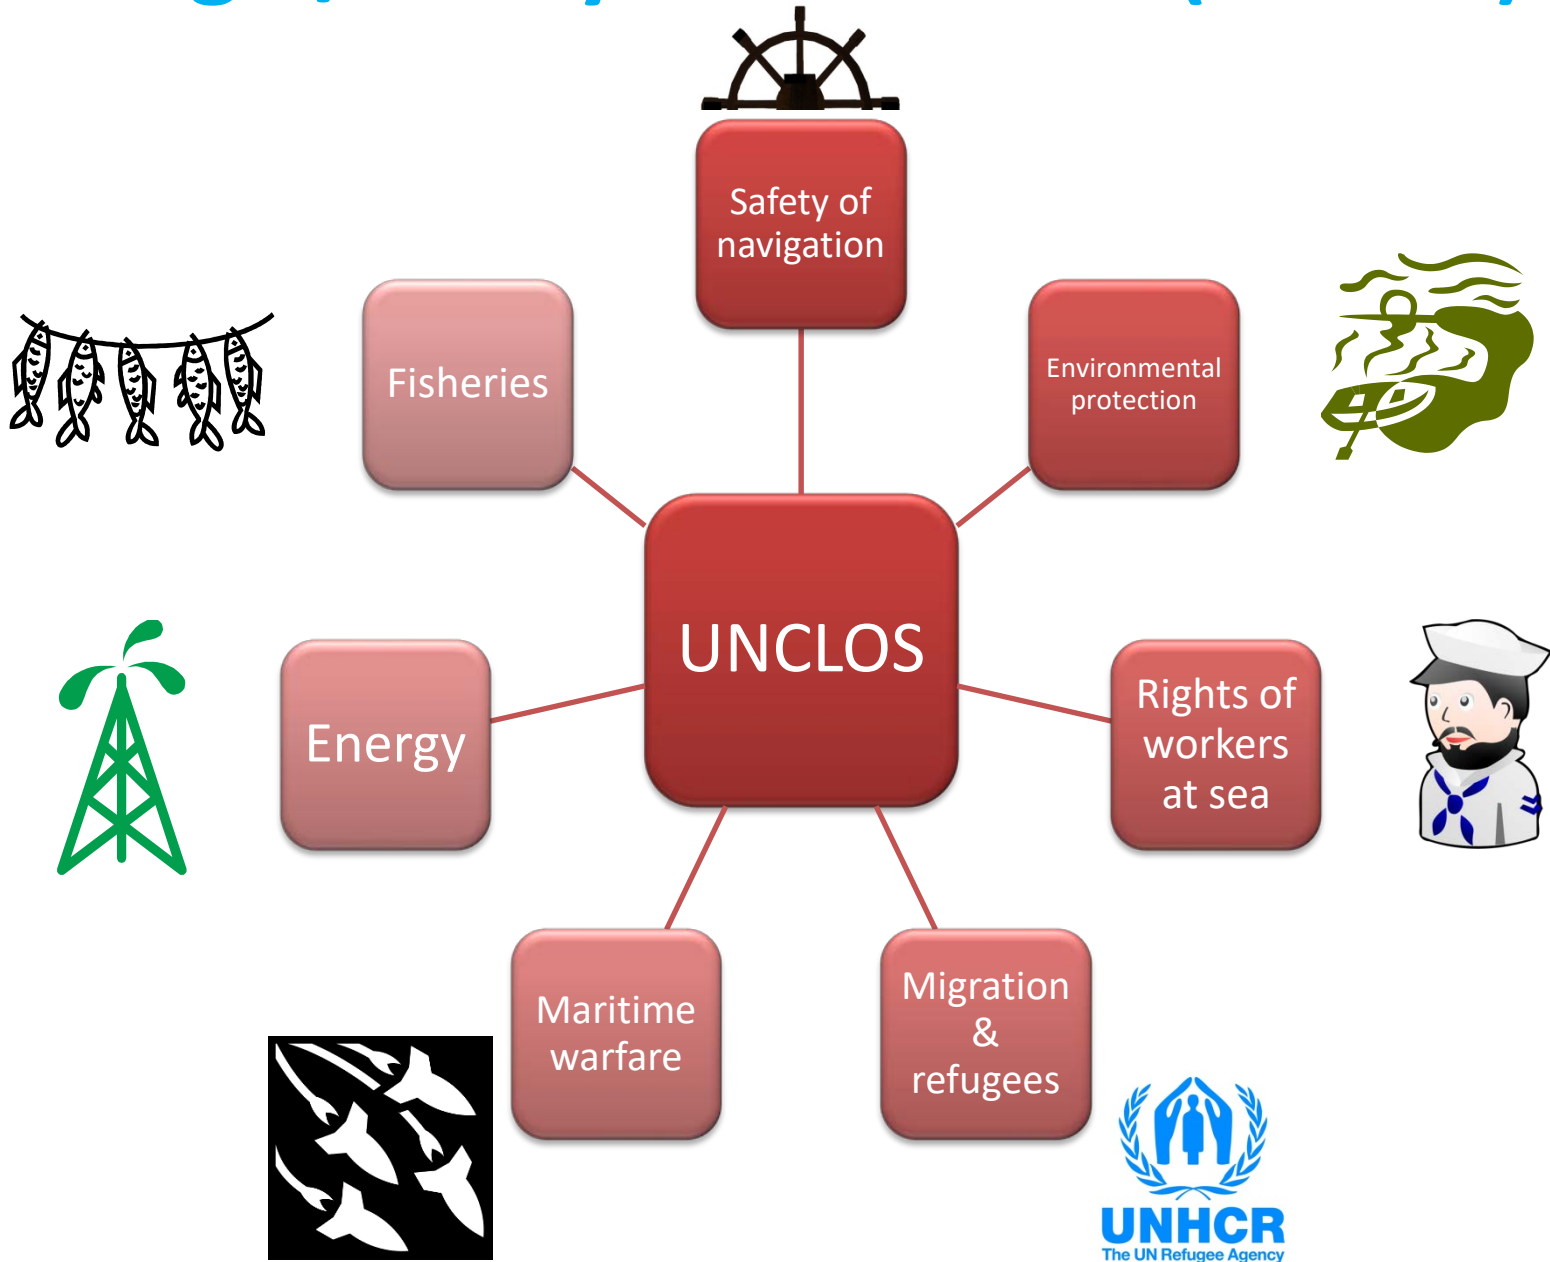 Safety of
navigation
Environmental
protection
Fisheries
UNCLOS
Rights of
workers
at sea
Energy
Migration
&
refugees
Maritime
warfare
UNHCR
The UN Refugee Agency